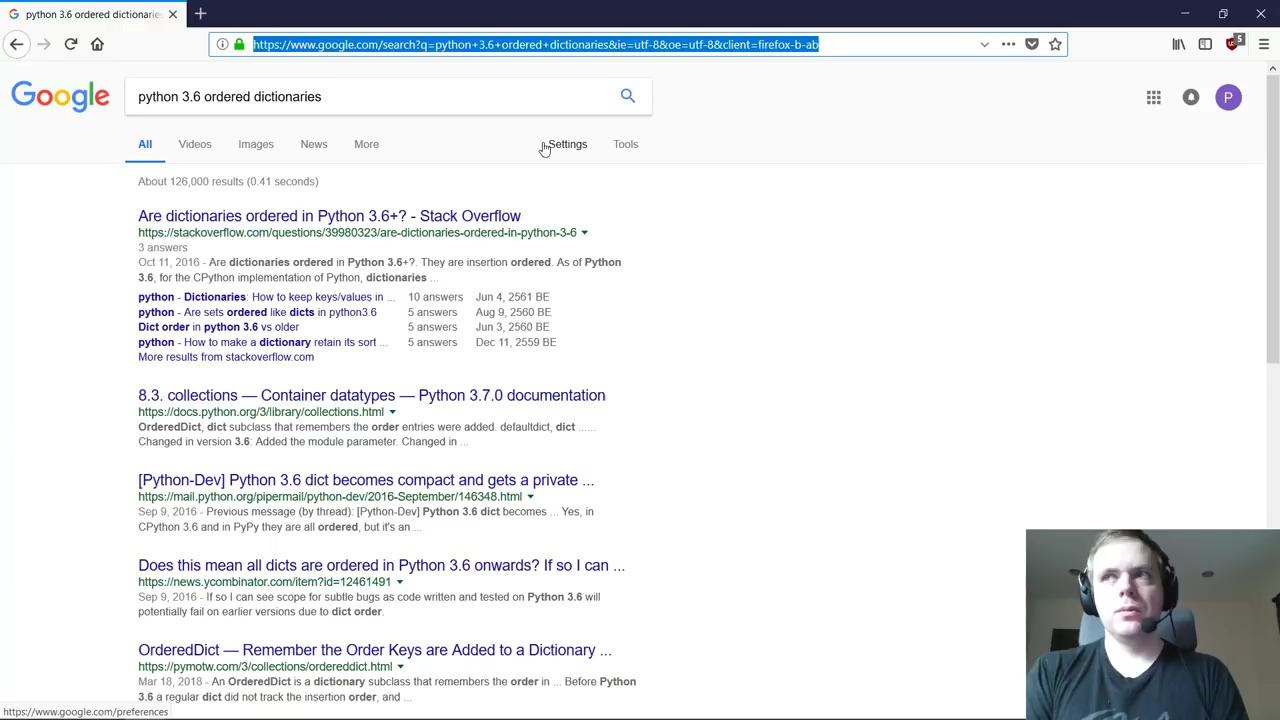 python 3.6 ordered dictionaries
https://www.google.com/search?q=python+3.6+ordered+dictionaries&ie=utf-8&oe=utf-8&client=firefox-b-ab
5
Google
python 3.6 ordered dictionaries
P
All Videos Images News More Settings Tools
About 126,000 results (0.41 seconds)
Are dictionaries ordered in Python 3.6+? - Stack Overflow
https://stackoverflow.com/questions/39980323/are-dictionaries-ordered-in-python-3-6
3 answers
Oct 11, 2016 - Are dictionaries ordered in Python 3.6+?. They are insertion ordered. As of Python
3.6, for the CPython implementation of Python, dictionaries ...
python - Dictionaries: How to keep keys/values in ... 10 answers Jun 4, 2561 BE
python - Are sets ordered like dicts in python3.6 5 answers Aug 9, 2560 BE
Dict order in python 3.6 vs older 5 answers Jun 3, 2560 BE
python - How to make a dictionary retain its sort ... 5 answers Dec 11, 2559 BE
More results from stackoverflow.com
8.3. collections — Container datatypes — Python 3.7.0 documentation
https://docs.python.org/3/library/collections.html
OrderedDict, dict subclass that remembers the order entries were added. defaultdict, dict ......
Changed in version 3.6: Added the module parameter. Changed in ...
[Python-Dev] Python 3.6 dict becomes compact and gets a private ...
https://mail.python.org/pipermail/python-dev/2016-September/146348.html
Sep 9, 2016 - Previous message (by thread): [Python-Dev] Python 3.6 dict becomes ... Yes, in
CPython 3.6 and in PyPy they are all ordered, but it's an ...
Does this mean all dicts are ordered in Python 3.6 onwards? If so I can ...
https://news.ycombinator.com/item?id=12461491
Sep 9, 2016 - If so I can see scope for subtle bugs as code written and tested on Python 3.6 will
potentially fail on earlier versions due to dict order.
OrderedDict — Remember the Order Keys are Added to a Dictionary ...
https://pymotw.com/3/collections/ordereddict.html
Mar 18, 2018 - An OrderedDict is a dictionary subclass that remembers the order in ... Before Python
3.6 a regular dict did not track the insertion order, and ...
https://www.google.com/preferences